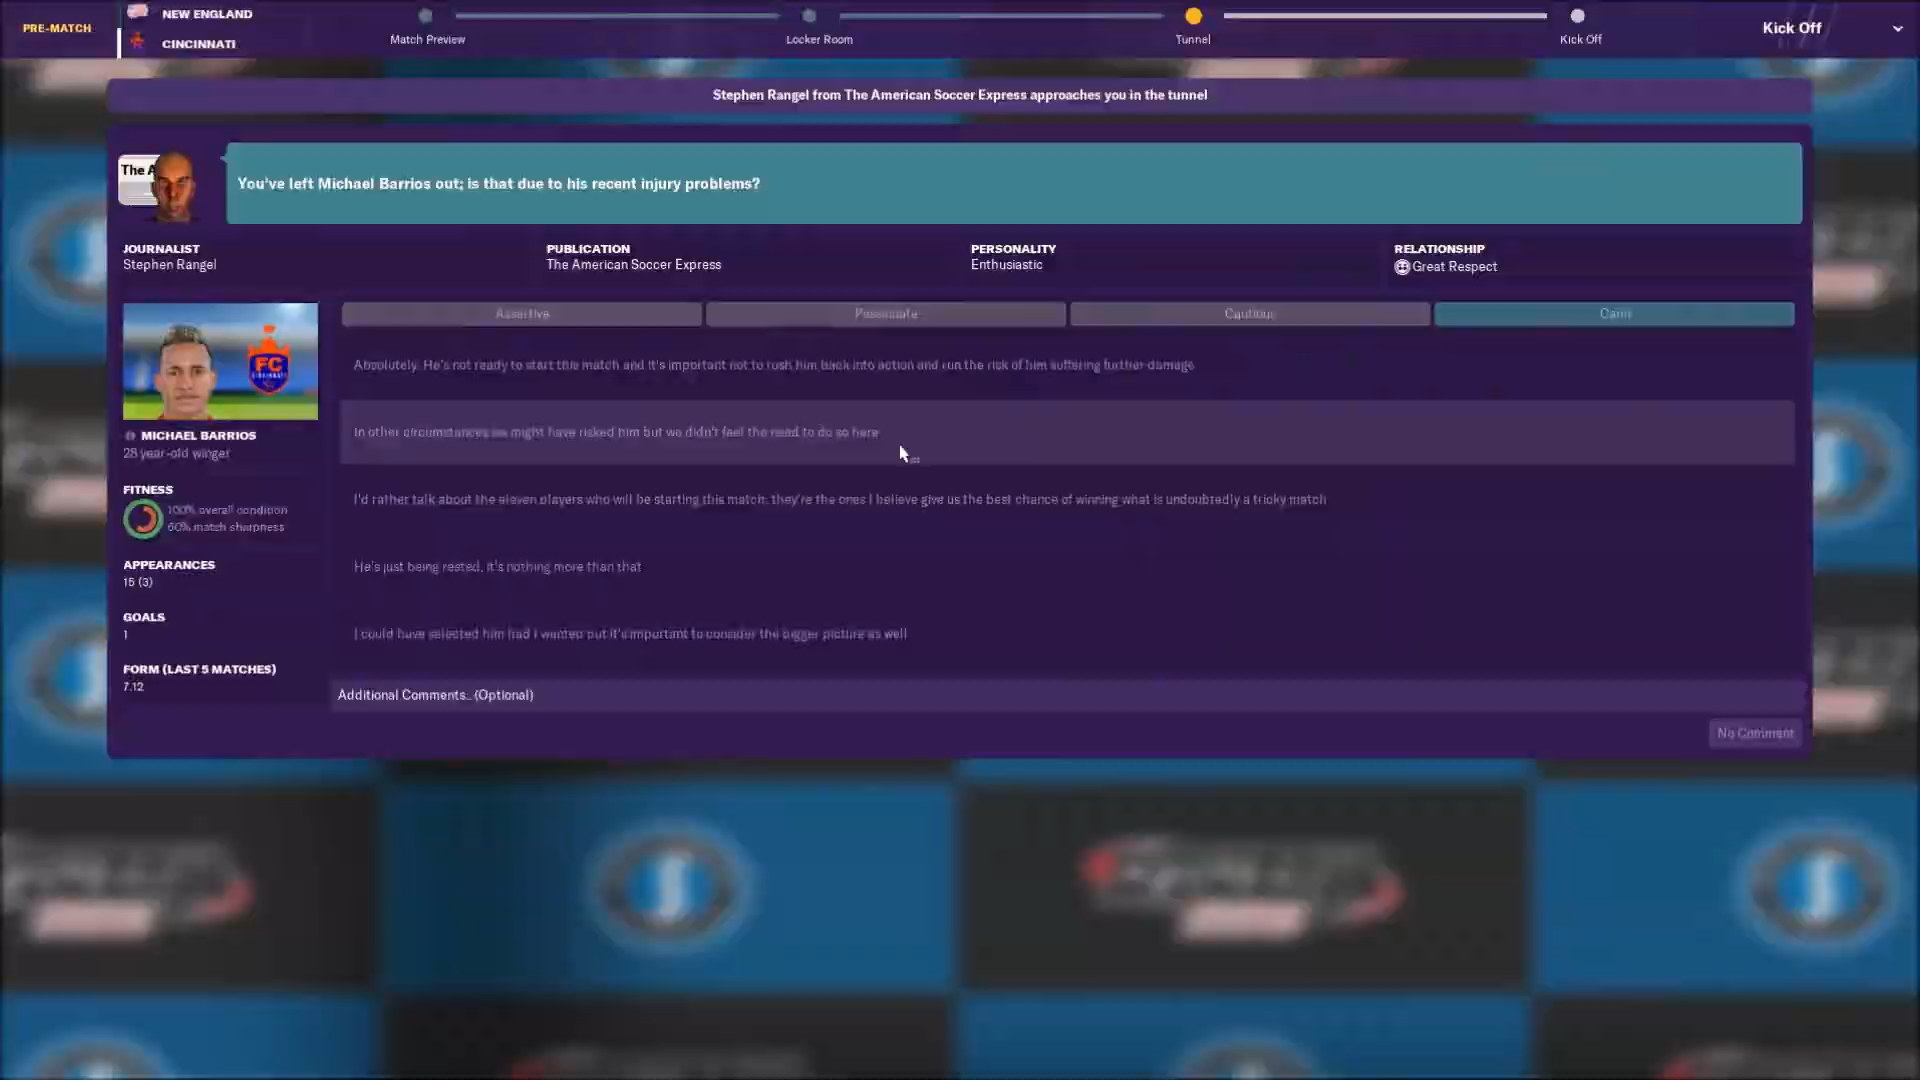 PRE-MATCH
NEW ENGLAND
CINCINNATI
Match Preview
Locker Room
Tunnel
Kick Off
Kick Off
Stephen Rangel from The American Soccer Express approaches you in the tunnel
The A
You've left Michael Barrios out; is that due to his recent injury problems?
JOURNALIST
Stephen Rangel
PUBLICATION
The American Soccer Express
PERSONALITY
Enthusiastic
RELATIONSHIP
Great Respect
Assertive
Passionate
Cautious
Calm
Absolutely. He's not ready to start this match and it's important not to rush him back into action and run the risk of him suffering further damage
In other circumstances we might have risked him but we didn't feel the need to do so here
I'd rather talk about the eleven players who will be starting this match; they're the ones I believe give us the best chance of winning what is undoubtedly a tricky match
He's just being rested, it's nothing more than that
I could have selected him had I wanted but it's important to consider the bigger picture as well
FC
CINCINNATI
MICHAEL BARRIOS
28 year-old winger
FITNESS
100% overall condition
60% match sharpness
APPEARANCES
15 (3)
GOALS
1
FORM (LAST 5 MATCHES)
7.12
Additional Comments... (Optional)
No Comment